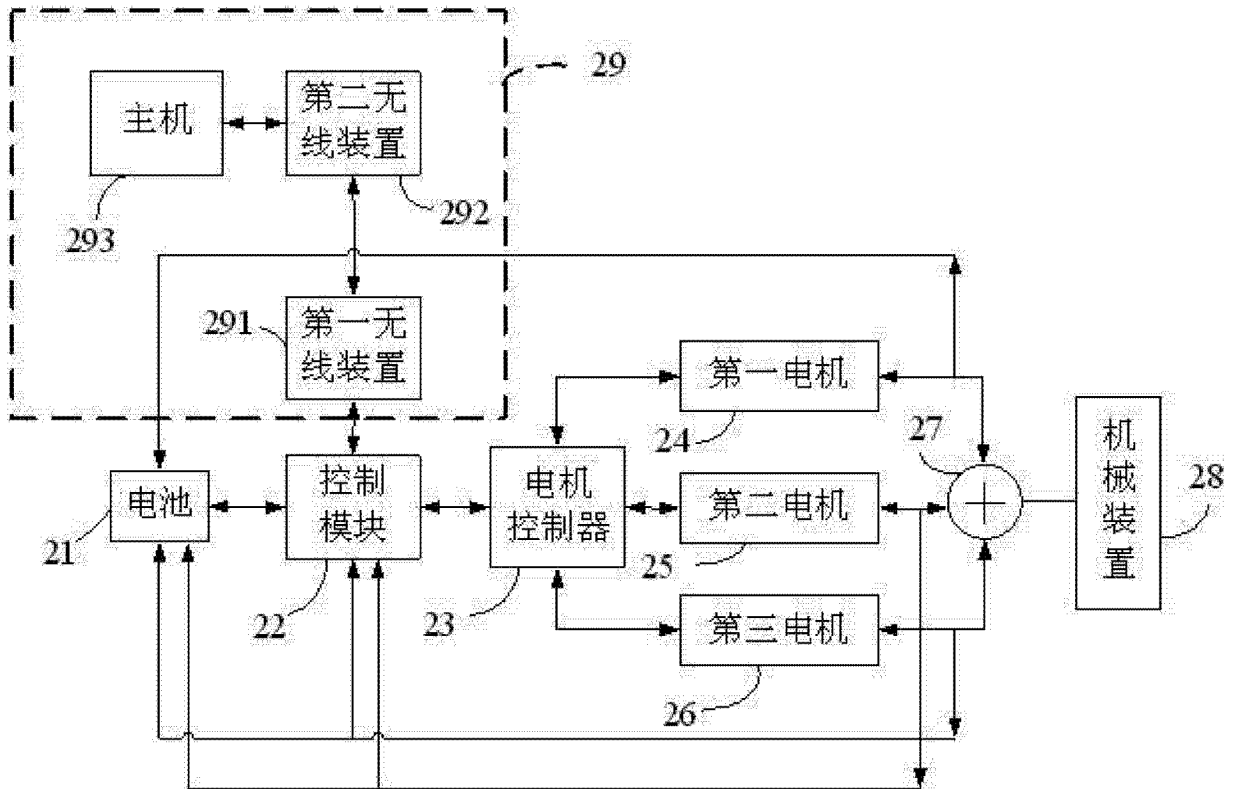 29
主机
第二无
线装置
293
292
291
第一无
线装置
第一电机
24
27
机
械
装
置
28
电池
21
控制
模块
22
电机
控制器
23
第二电机
25
第三电机
26